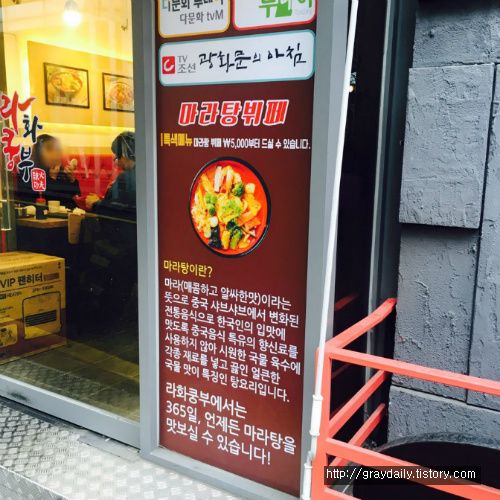 다문화 tvM
TV
조선
광화문의 아침
마라탕뷔페
특색메뉴 마라탕 뷔페 ₩5,000부터 드실 수 있습니다.
마라탕이란?
마라(매콤하고 알싸한맛)이라는
뜻으로 중국 샤브샤브에서 변화된
전통음식으로 한국인의 입맛에
맞도록 중국음식 특유의 향신료를
사용하지 않아 시원한 국물 육수에
각종 재료를 넣고 끓인 얼큰한
국물 맛이 특징인 탕요리입니다.
라화쿵부에서는
365일, 언제든 마라탕을
맛보실 수 있습니다!
라화쿵부
VIP 팬히터
http://graydaily.tistory.com